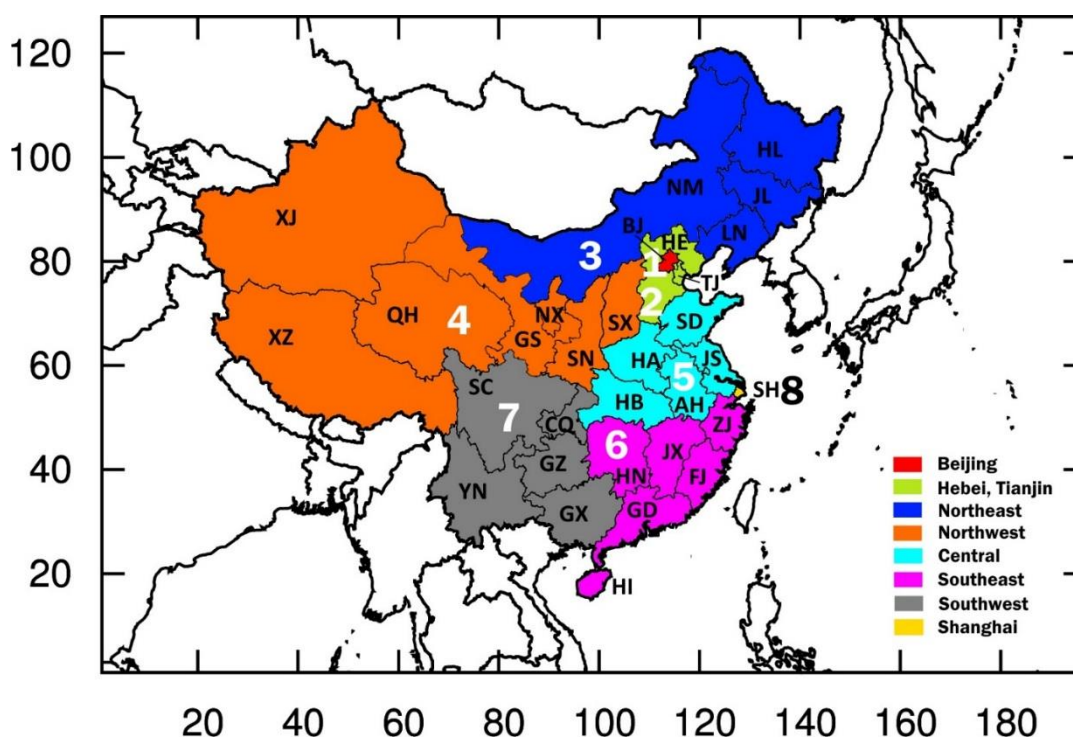 120
100
80
60
40
20
HL
NM
JL
XJ
BJ
HE
LN
3
1
TJ
QH
4
NX
2
SX
SD
XZ
GS
SN
HA
JS
5
SC
HB
AH
SH 8
7
CQ
6
ZJ
GZ
JX
YN
HN
FJ
GX
GD
HI
Beijing
Hebei, Tianjin
Northeast
Northwest
Central
Southeast
Southwest
Shanghai
20 40 60 80 100 120 140 160 180